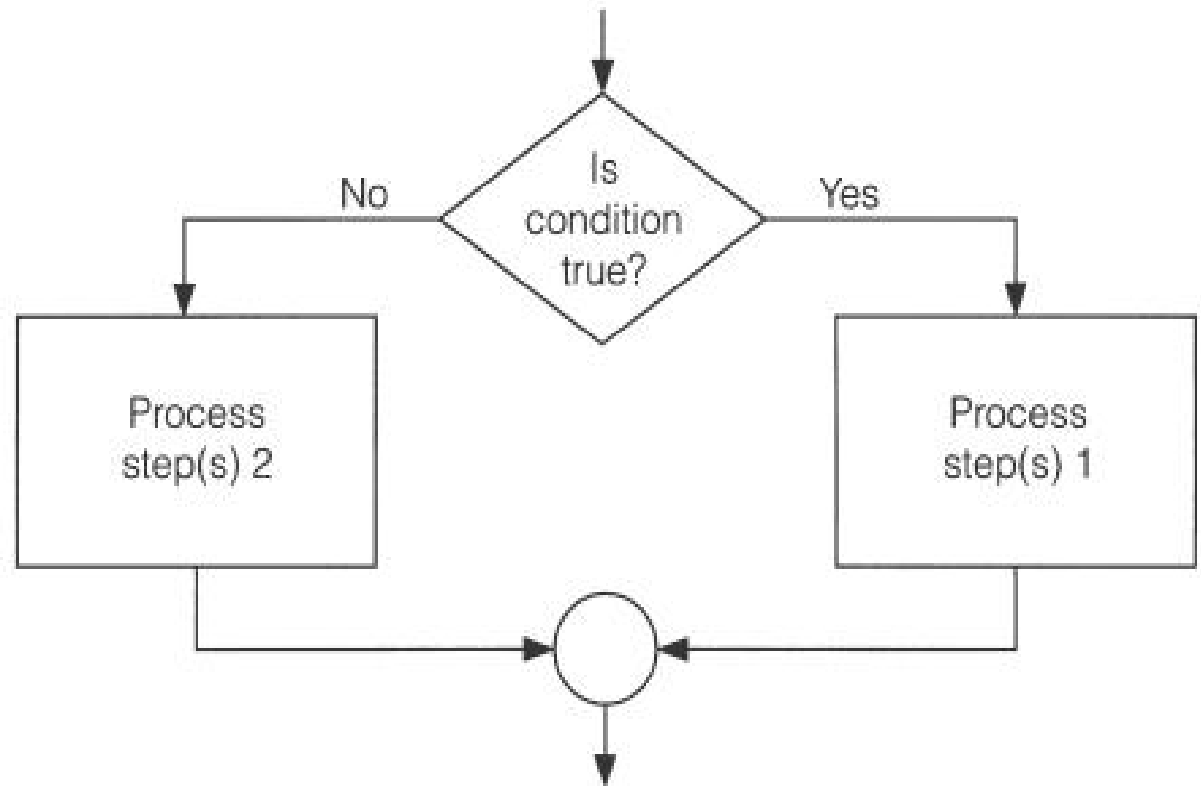 Is
condition
true?
No
Yes
Process
step(s) 2
Process
step(s) 1